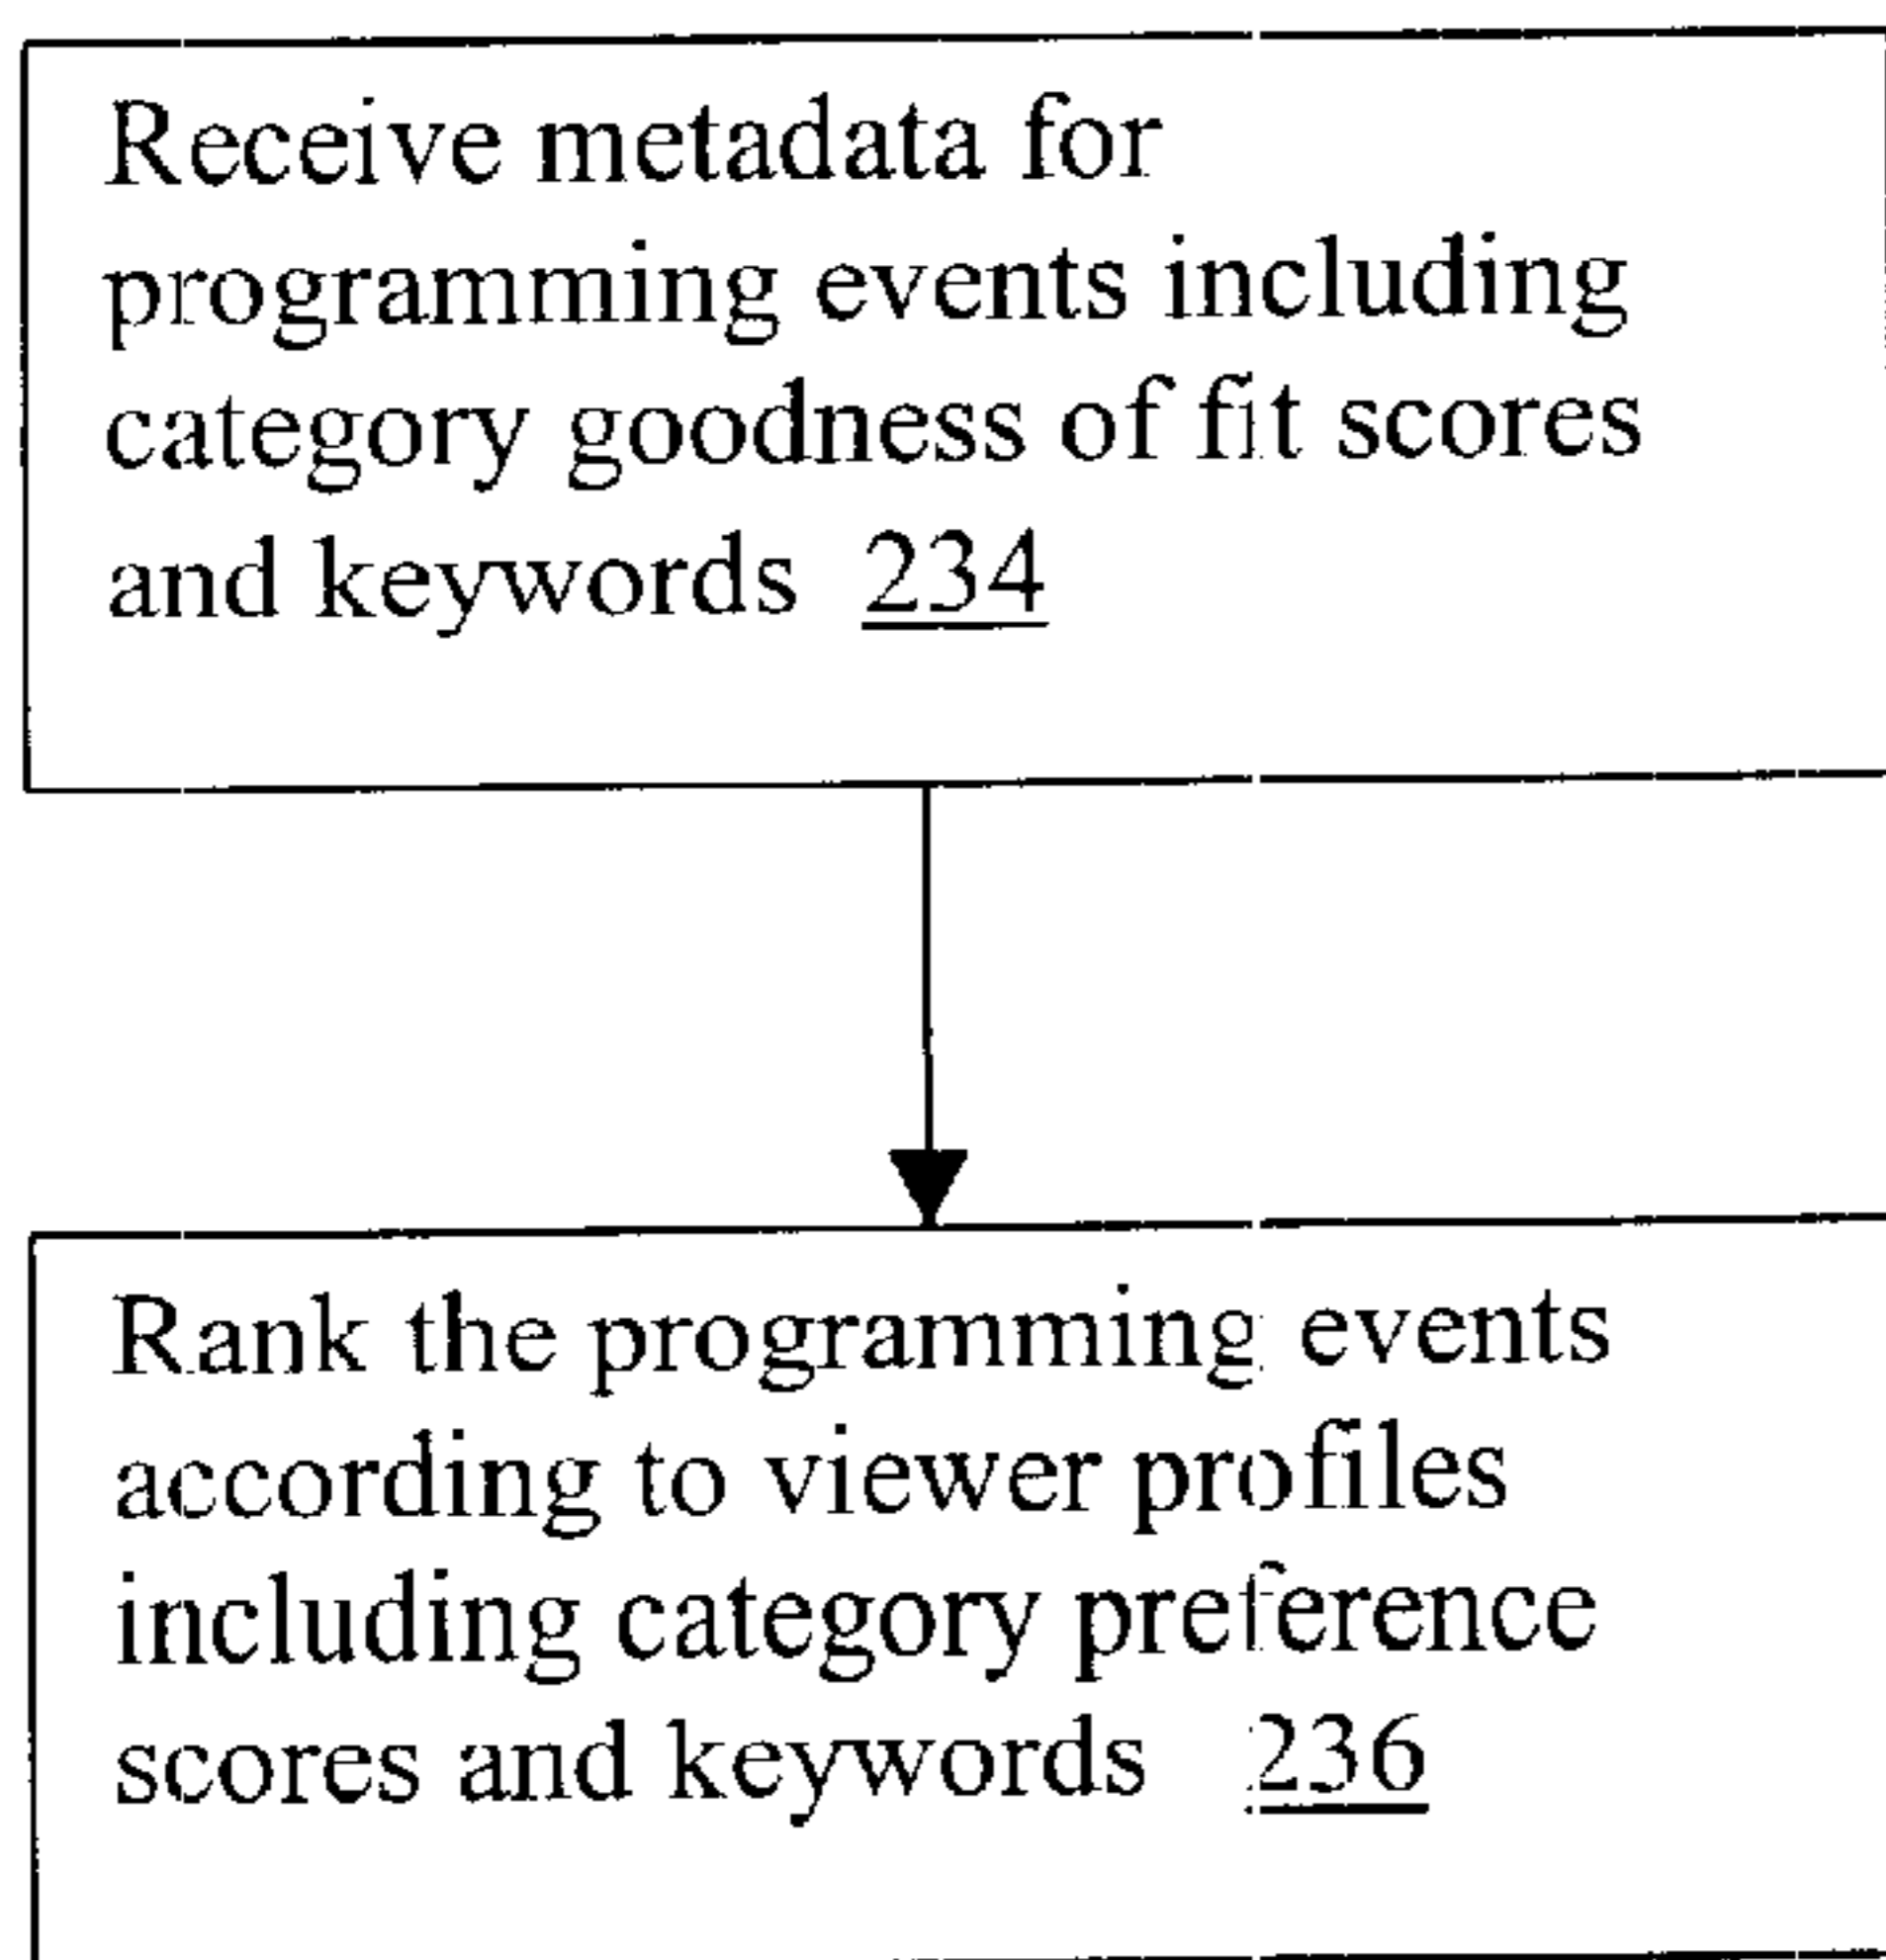 Receive metadata for
programming events including
category goodness of fit scores
and keywords 234
Rank the programming events
according to viewer profiles
including category preference
scores and keywords 236